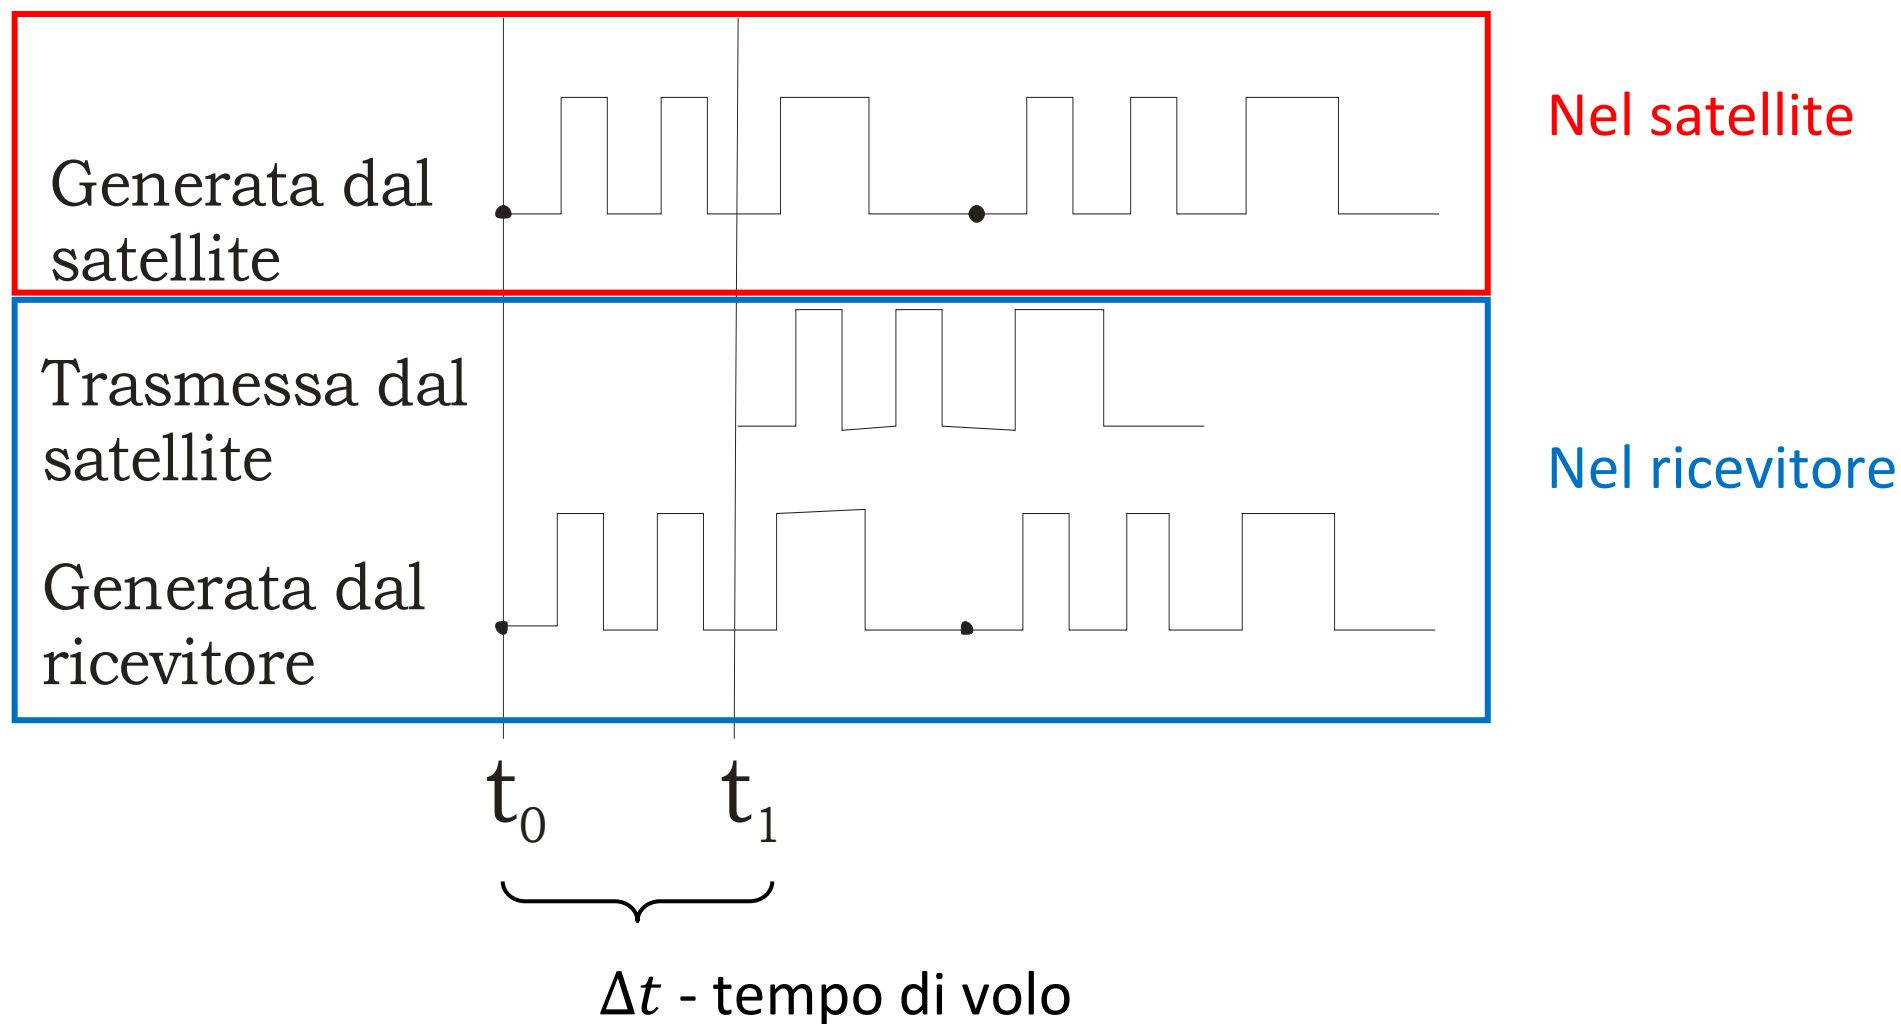 Nel satellite
Generata dal
satellite
Trasmessa dal
satellite
Nel ricevitore
Generata dal
ricevitore
t₀ t₁
Δt - tempo di volo